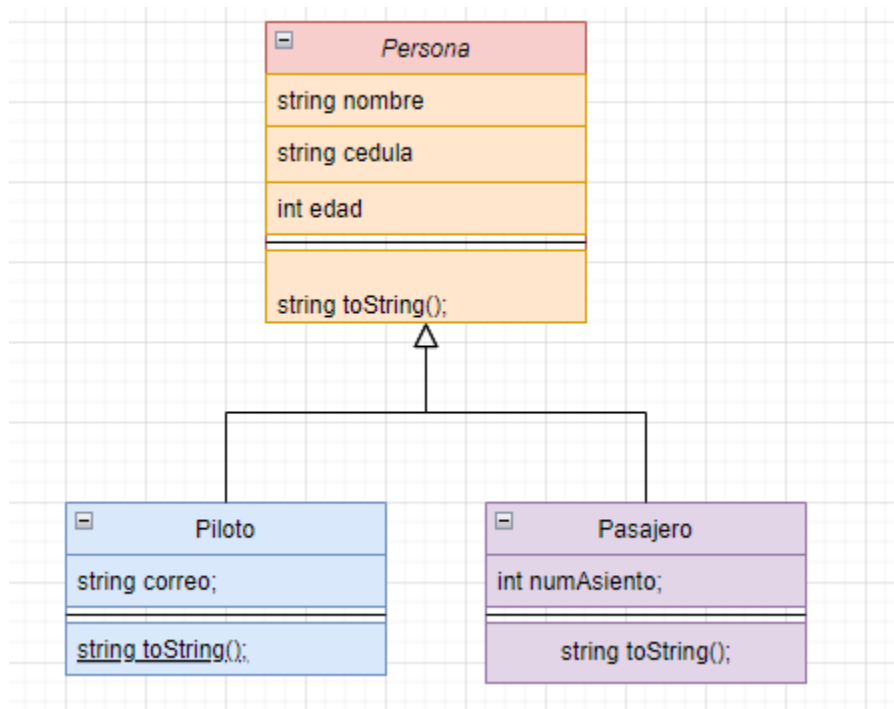 Persona
string nombre
string cedula
int edad
string toString();
Piloto
string correo;
string toString();
Pasajero
int numAsiento;
string toString();